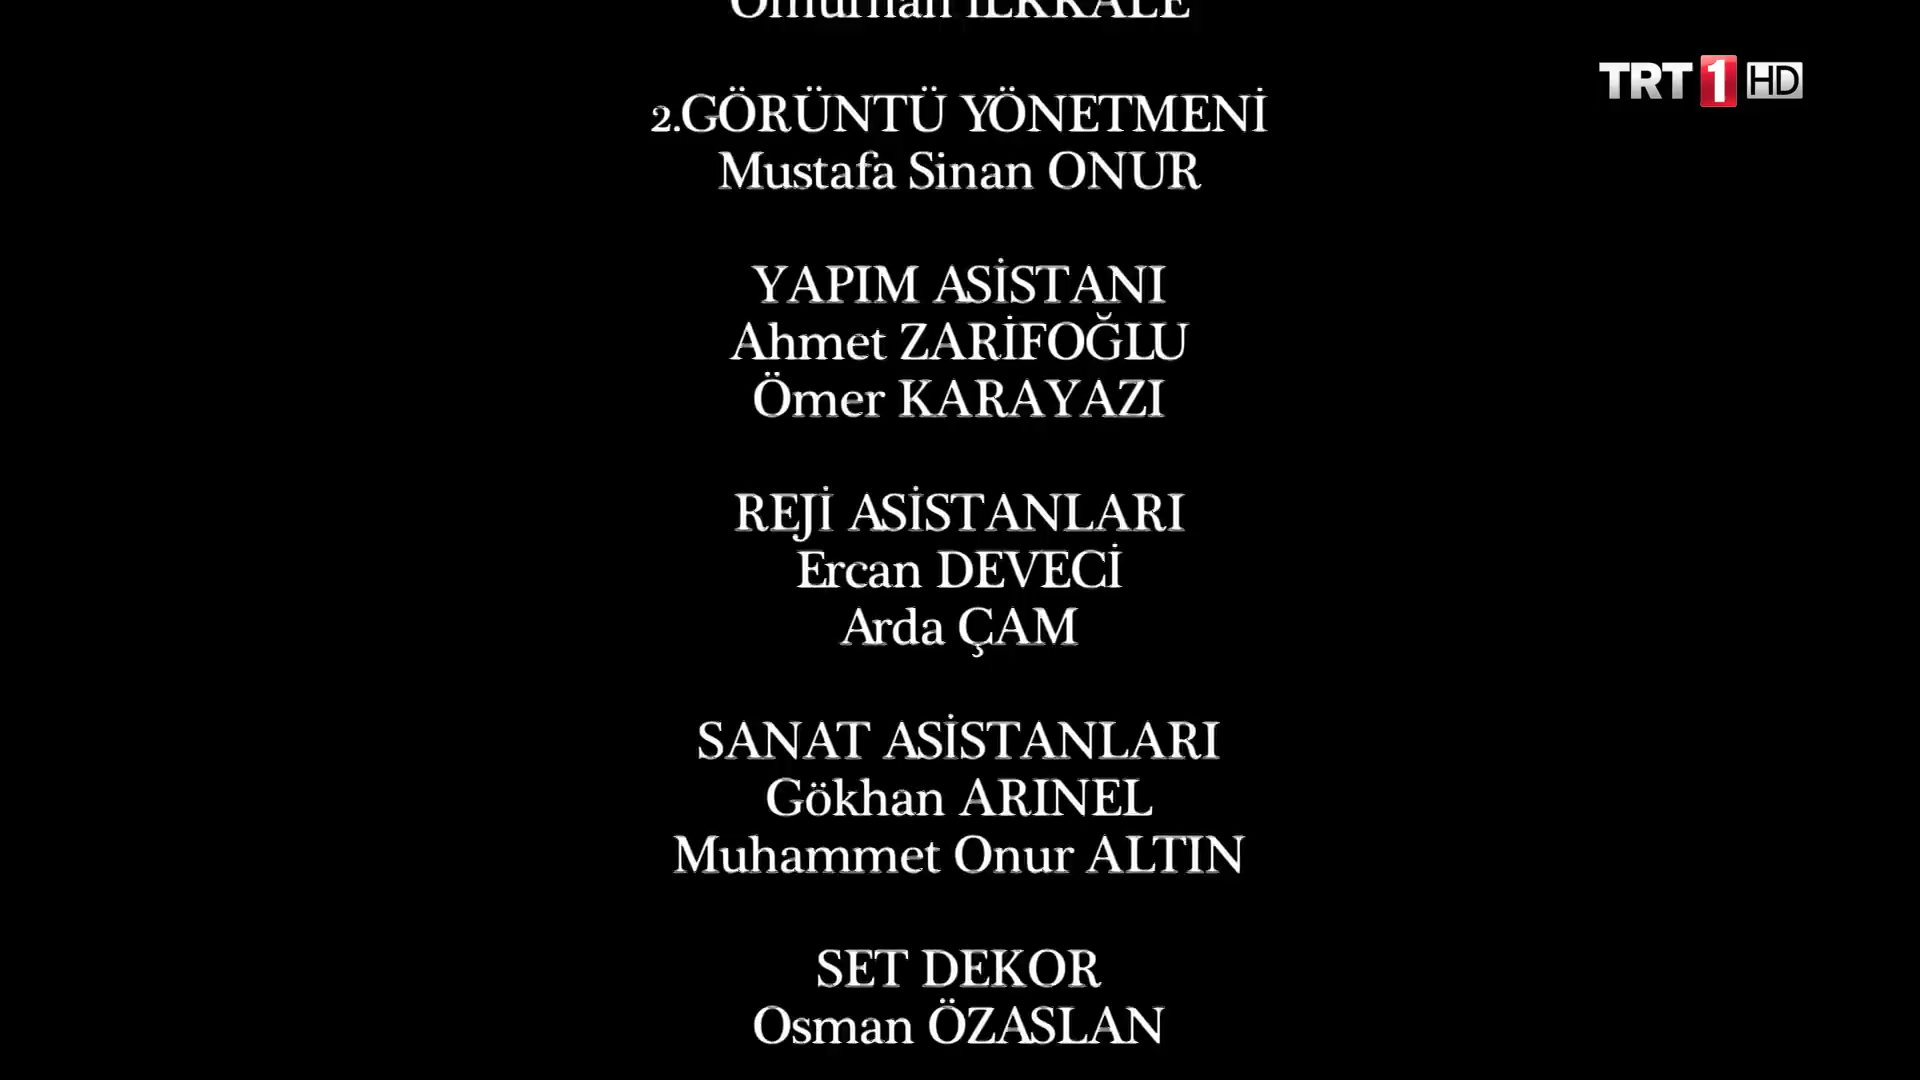 2.GÖRÜNTÜ YÖNETMENİ
TRT 1 HD
Mustafa Sinan ONUR
YAPIM ASİSTANI
Ahmet ZARİFOĞLU
Ömer KARAYAZI
REJİ ASİSTANLARI
Ercan DEVECİ
Arda ÇAM
SANAT ASİSTANLARI
Gökhan ARINEL
Muhammet Onur ALTIN
SET DEKOR
Osman ÖZASLAN